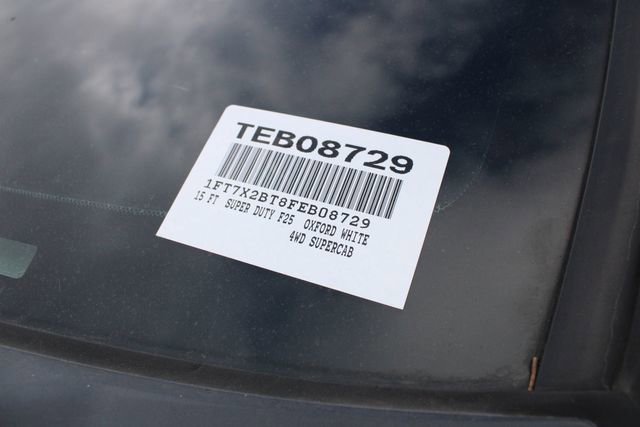 TEB08729
1FT7X2BT8FEB08729
15 FT SUPER DUTY F25 OXFORD WHITE
4WD SUPERCAB